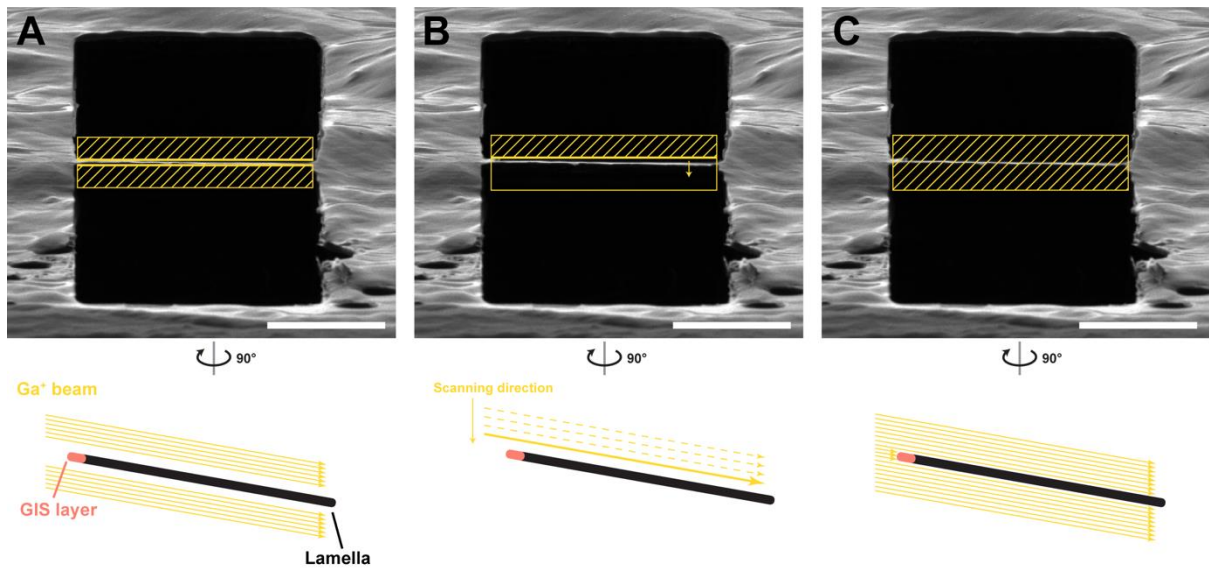 A
B
C
90°
90°
90°
Ga⁺ beam
Scanning direction
GIS layer
Lamella